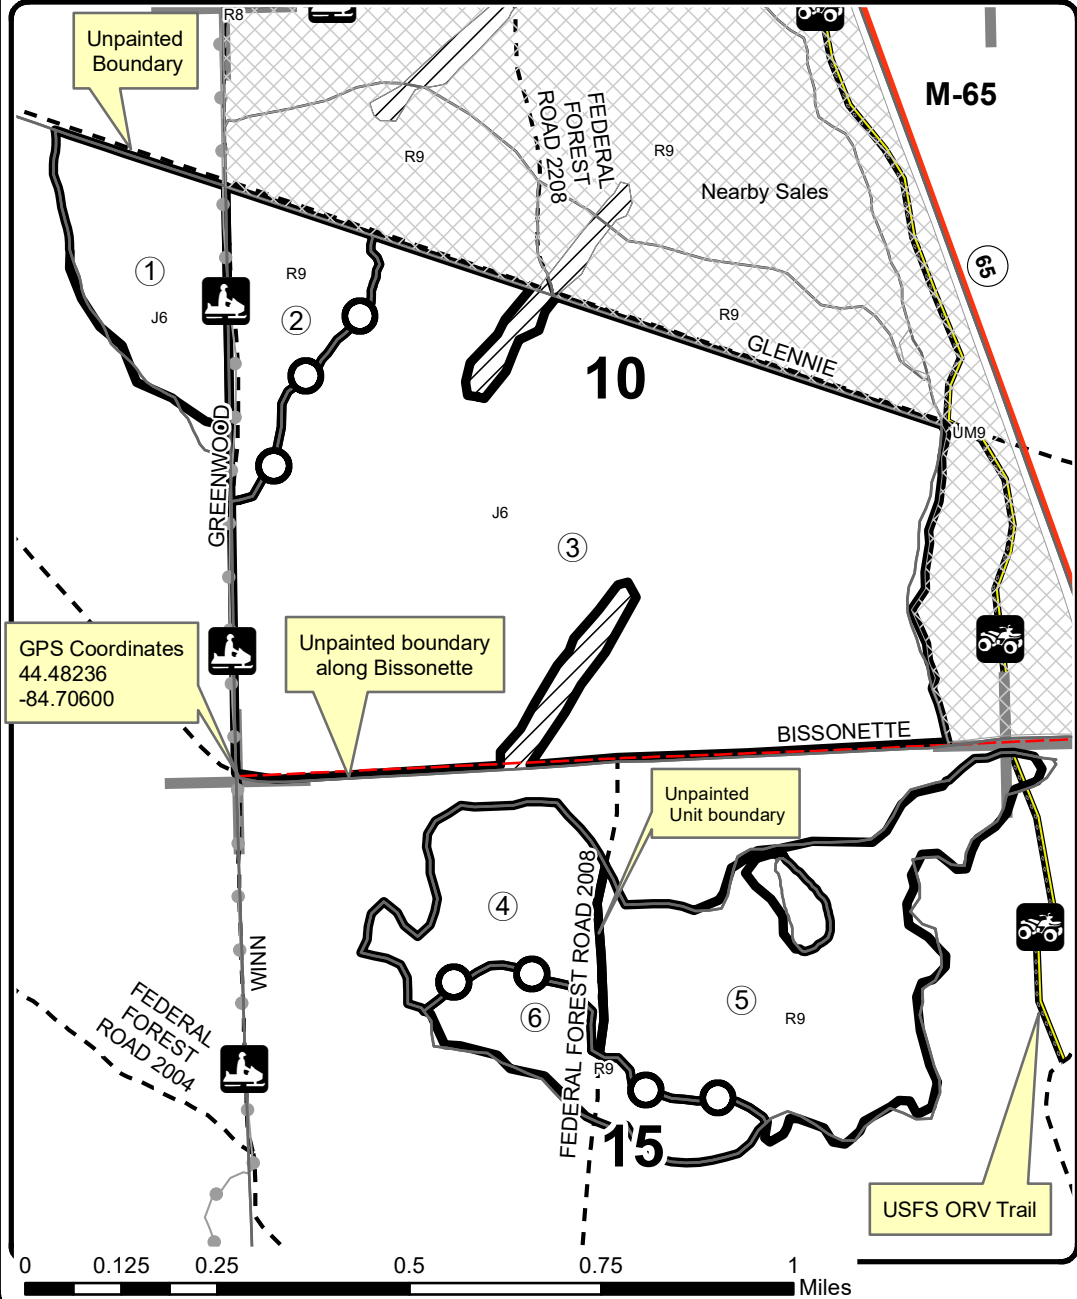 R8
Unpainted
Boundary
M-65
FEDERAL
FOREST
ROAD 2208
R9
R9
Nearby Sales
65
1
R9
J6
2
R9
GLENNIE
10
UM9
GREENWOOD
J6
3
GPS Coordinates
44.48236
-84.70600
Unpainted boundary
along Bissonette
BISSONETTE
Unpainted
Unit boundary
4
FEDERAL FOREST ROAD 2008
WINN
5
6
R9
FEDERAL
FOREST
ROAD 2004
R9
15
USFS ORV Trail
0 0.125 0.25 0.5 0.75 1
Miles